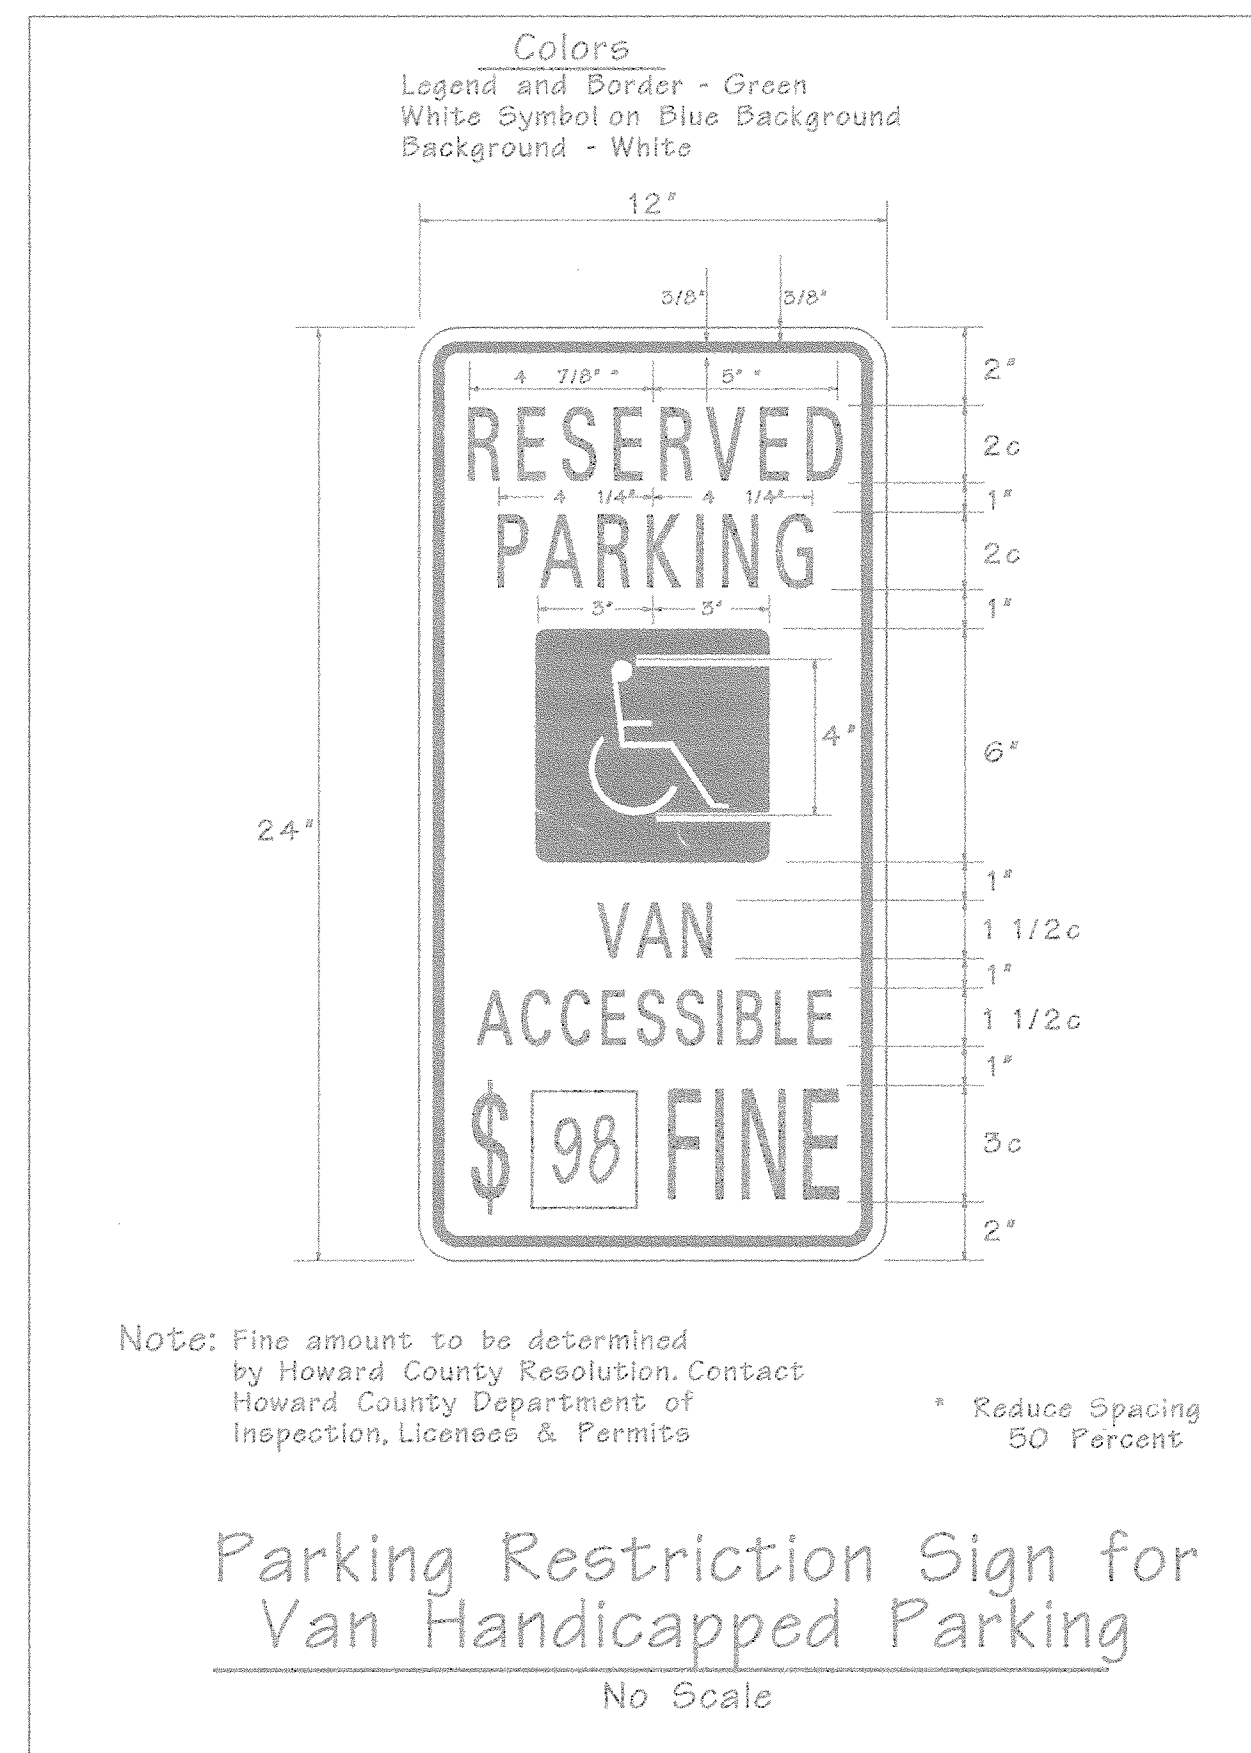 Colors
Legend and Border - Green
White Symbol on Blue Background
Background - White
12"
3/8" 3/8"
2"
4 7/8" * 5" *
RESERVED
2c
4 1/4" 4 1/4"
1"
PARKING
2c
3" 3"
1"
4"
6"
24"
1"
VAN
1 1/2c
1"
ACCESSIBLE
1 1/2c
1"
$ 98 FINE
3c
2"
Note: Fine amount to be determined
by Howard County Resolution. Contact
Howard County Department of
Inspection, Licenses & Permits
* Reduce Spacing
50 Percent
Parking Restriction Sign for
Van Handicapped Parking
No Scale